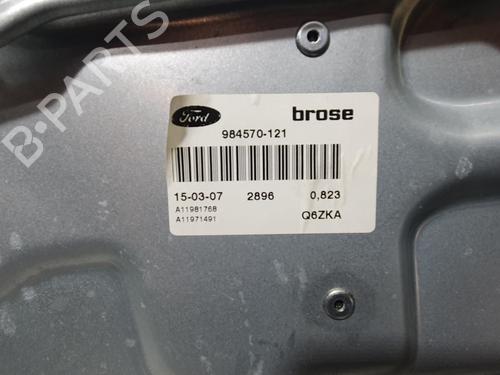 B-PARTS
Ford brose
984570-121
15-03-07 2896 0,823
A11981768
A11971491 Q6ZKA